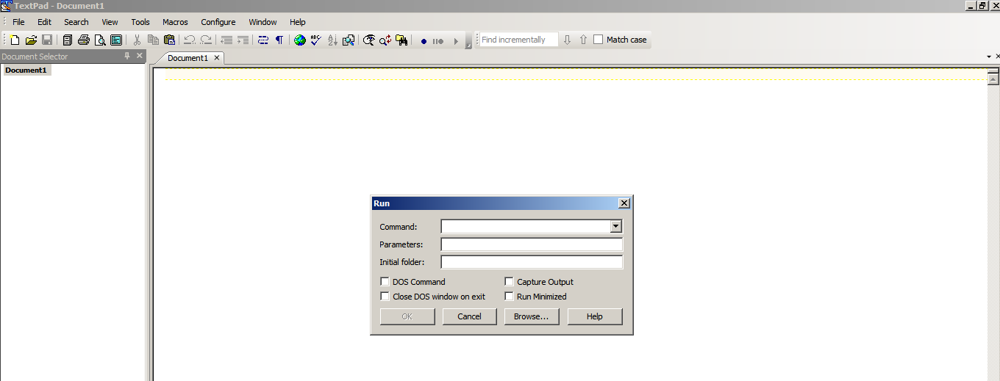 TextPad - Document1
File Edit Search View Tools Macros Configure Window Help
Find incrementally Match case
Document Selector
Document1
Document1
Run
Command:
Parameters:
Initial folder:
DOS Command Capture Output
Close DOS window on exit Run Minimized
OK Cancel Browse... Help